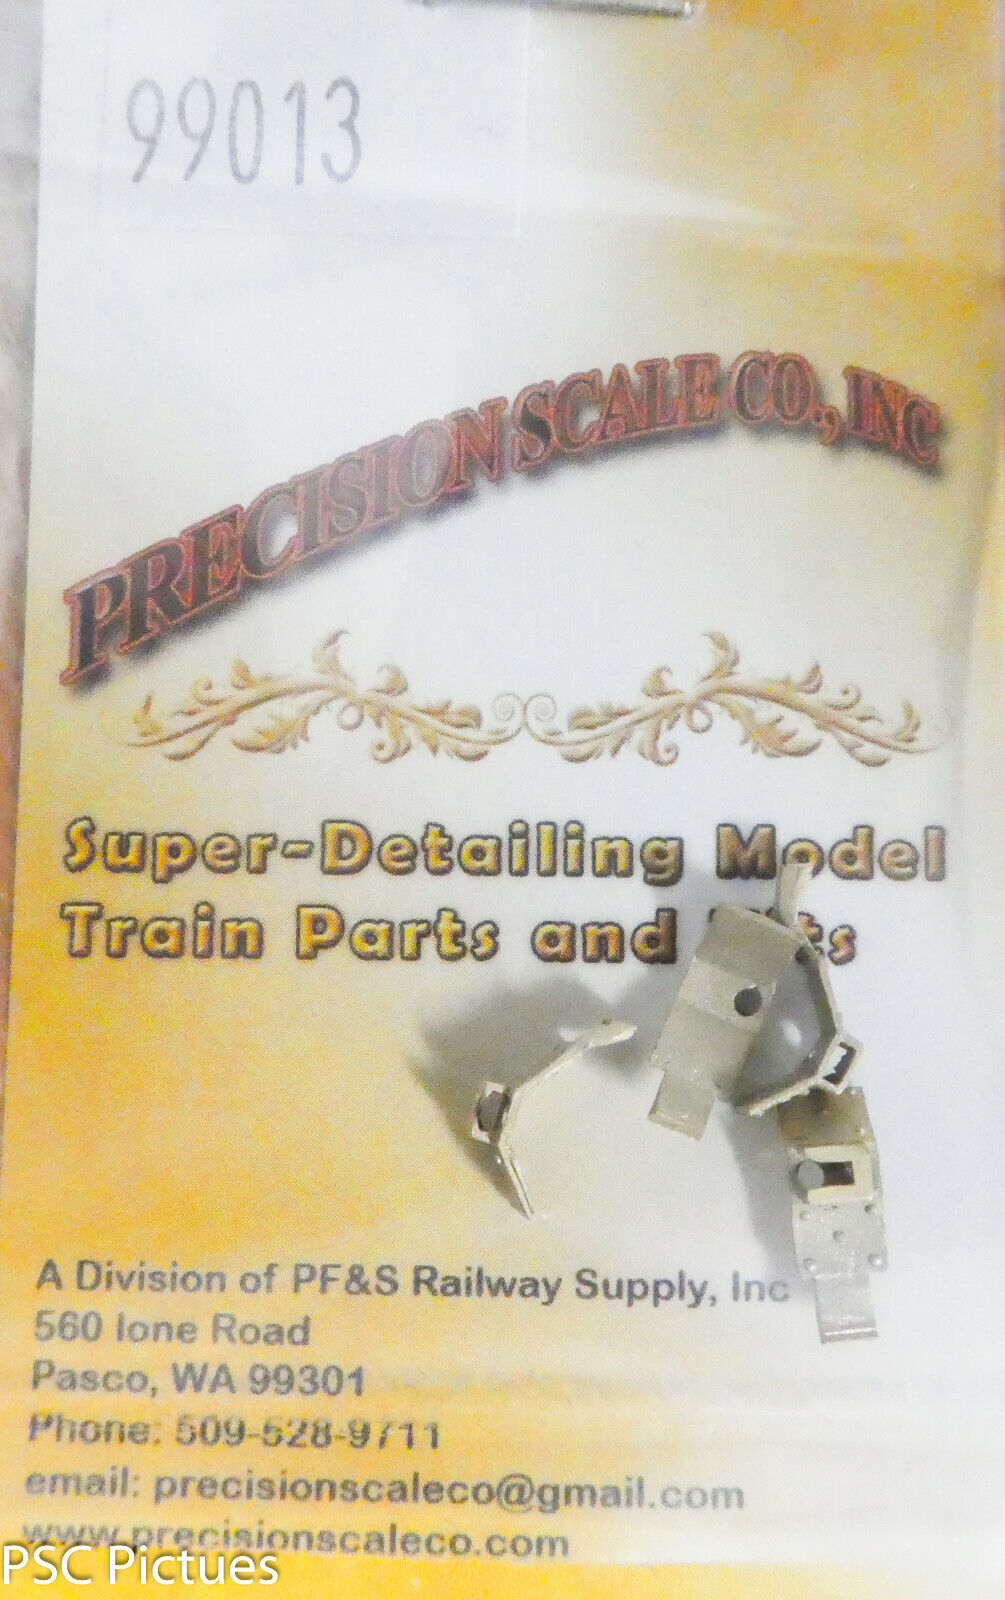 99013
PRECISION SCALE CO., INC
Super-Detailing Model
Train Parts and
A Division of PF&S Railway Supply, Inc
560 Ione Road
Pasco, WA 99301
Phone: 509-528-9711
email: precisionscaleco@gmail.com
www.precisionscaleco.com
PSC Pictues